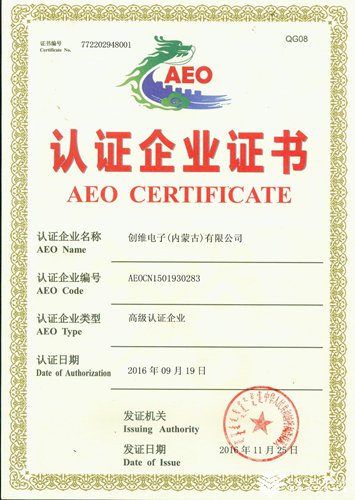 证书编号
Certificate No.
772202948001
QG08
AEO
认证企业证书
AEO CERTIFICATE
认证企业名称
创维电子(内蒙古)有限公司
AEO Name
认证企业编号
AEOCN1501930283
AEO Code
认证企业类型
高级认证企业
AEO Type
认证日期
Date of Authorization
2016 年 09 月 19 日
发证机关
Issuing Authority
发证日期
2016 年 11 月 25 日
Date of Issue